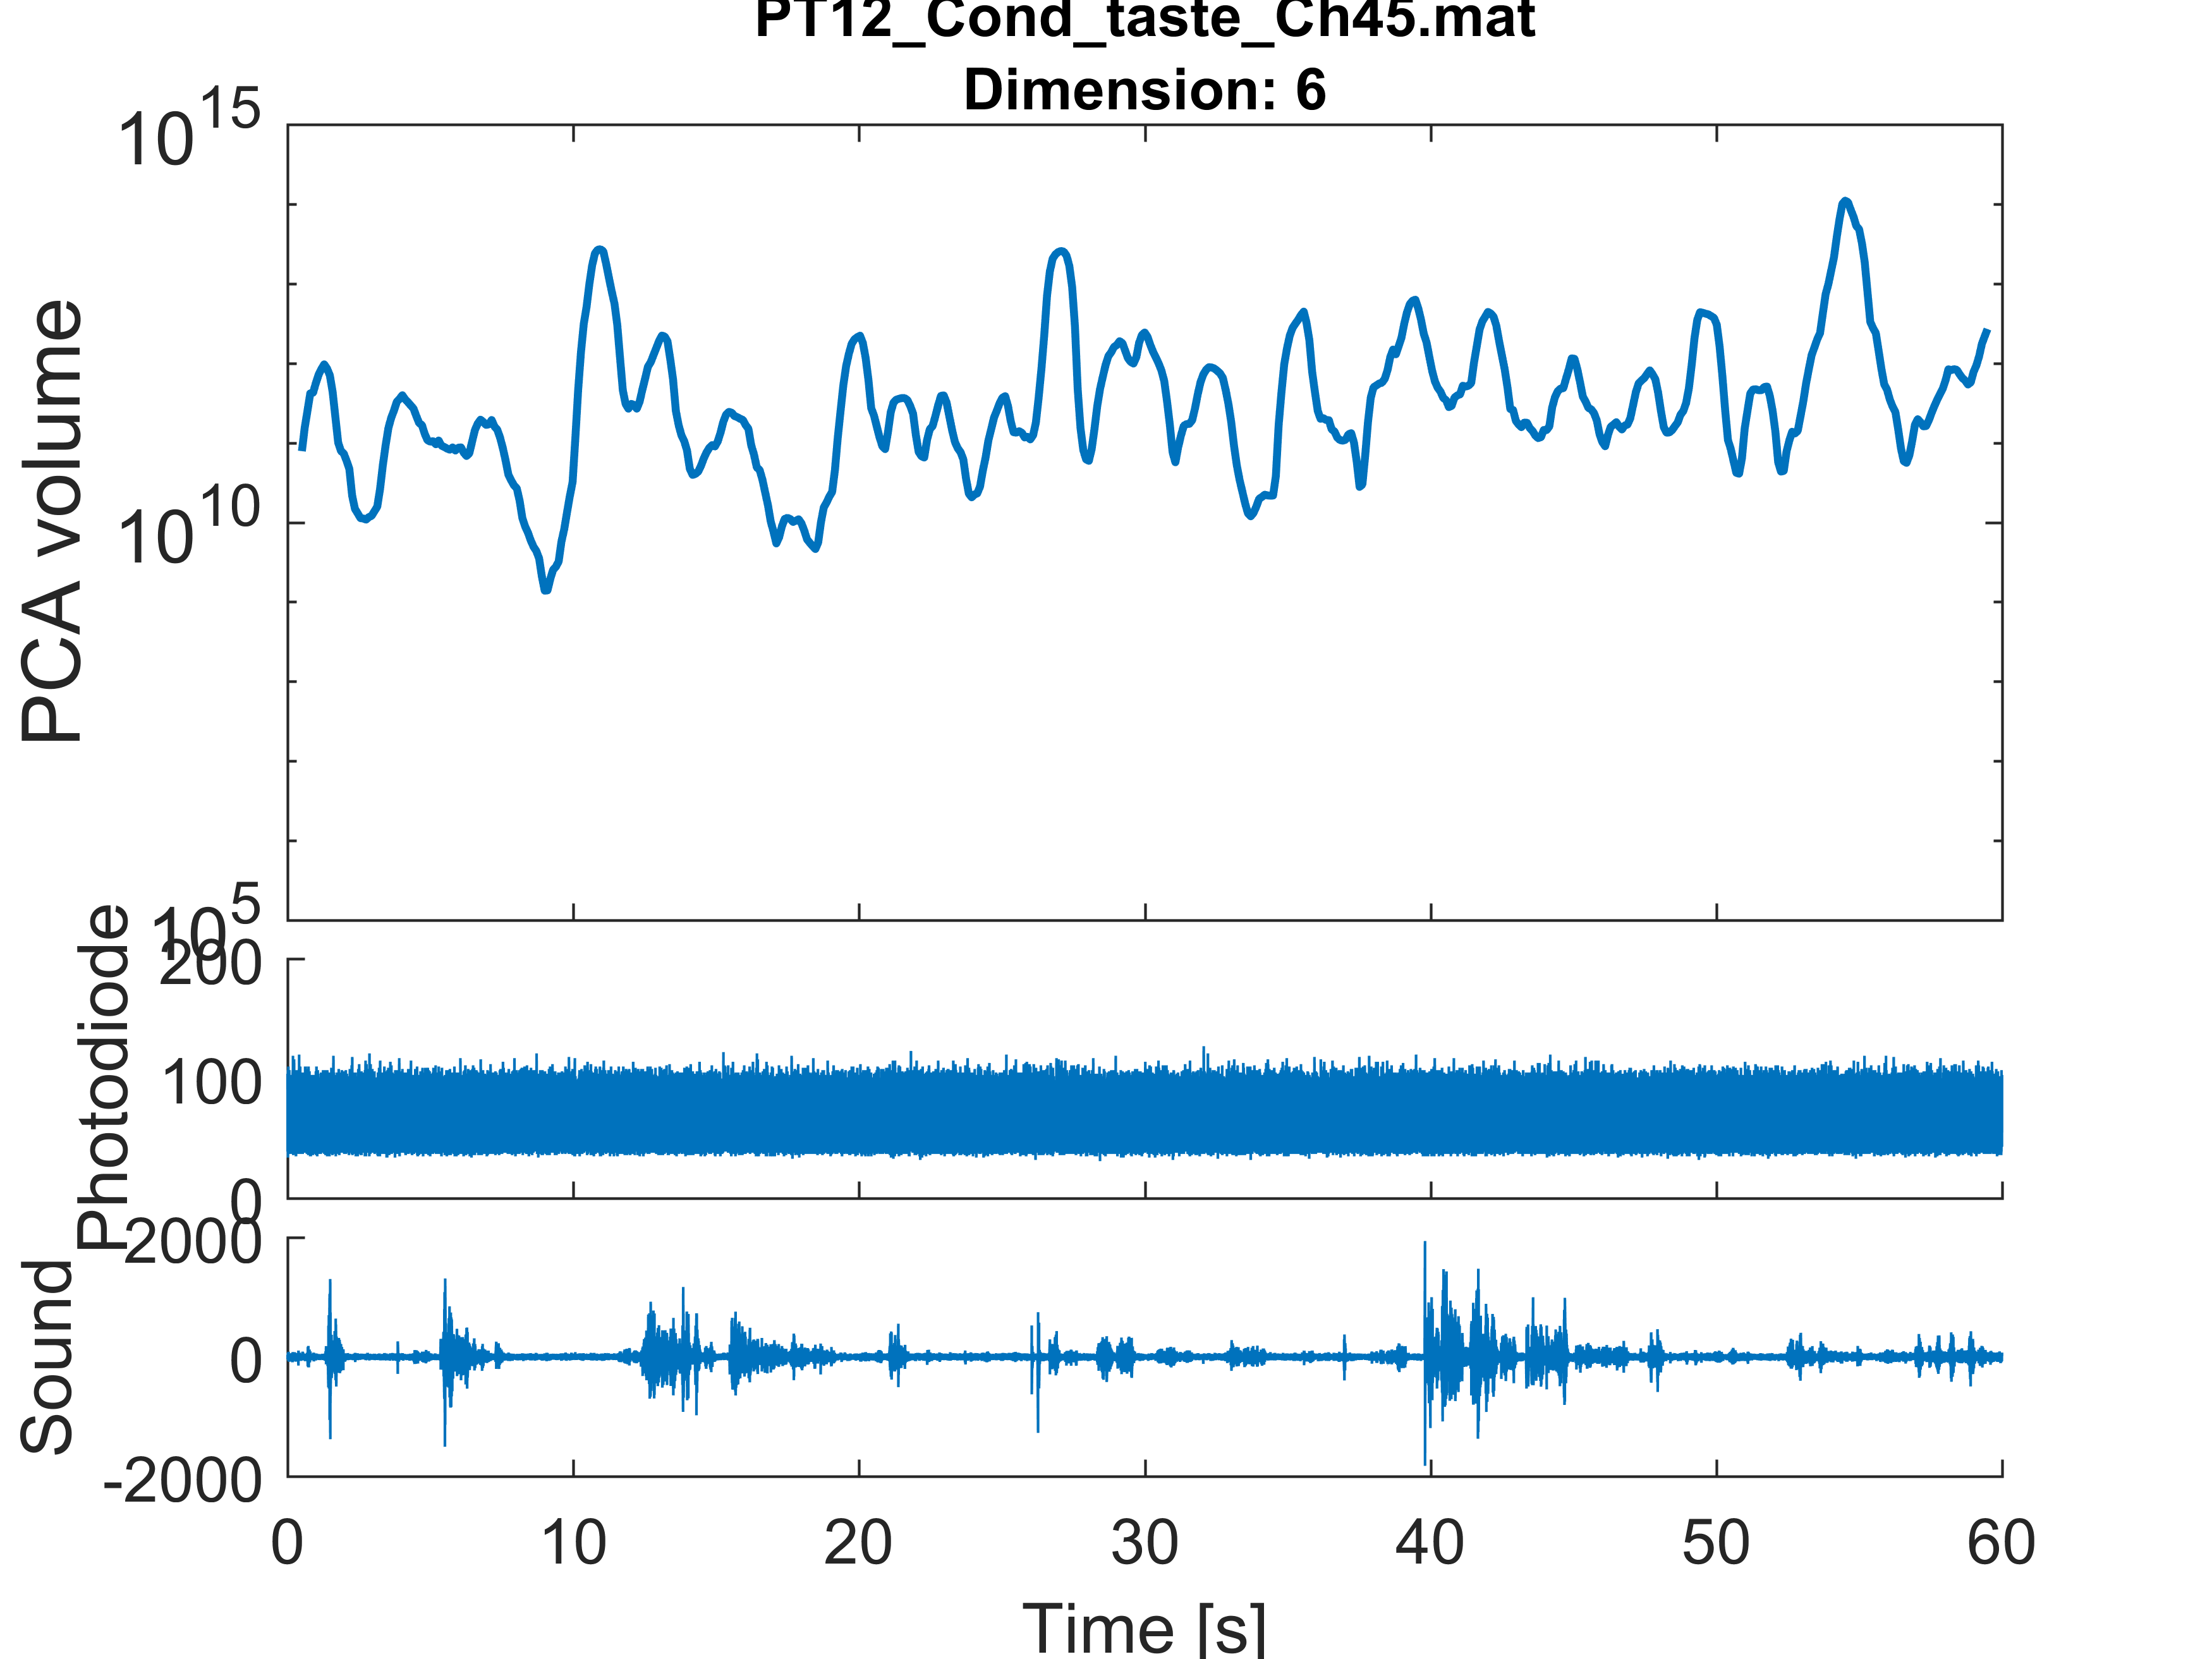 PT12_Cond_taste_Ch45.mat
Dimension: 6
PCA volume
10^15
10^10
10^5
Photodiode
200
100
0
Sound
2000
0
-2000
0 10 20 30 40 50 60
Time [s]